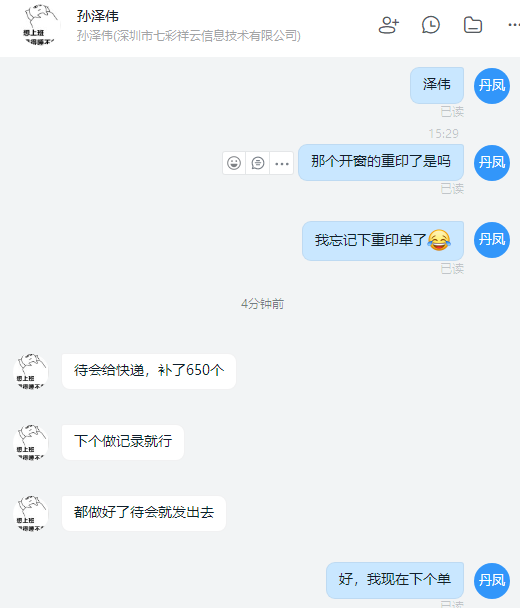 孙泽伟
孙泽伟(深圳市七彩祥云信息技术有限公司)
泽伟
丹凤
已读
15:29
那个开窗的重印了是吗
丹凤
已读
我忘记下重印单了😂
丹凤
已读
4分钟前
待会给快递，补了650个
下个做记录就行
都做好了待会就发出去
好，我现在下个单
丹凤
已读